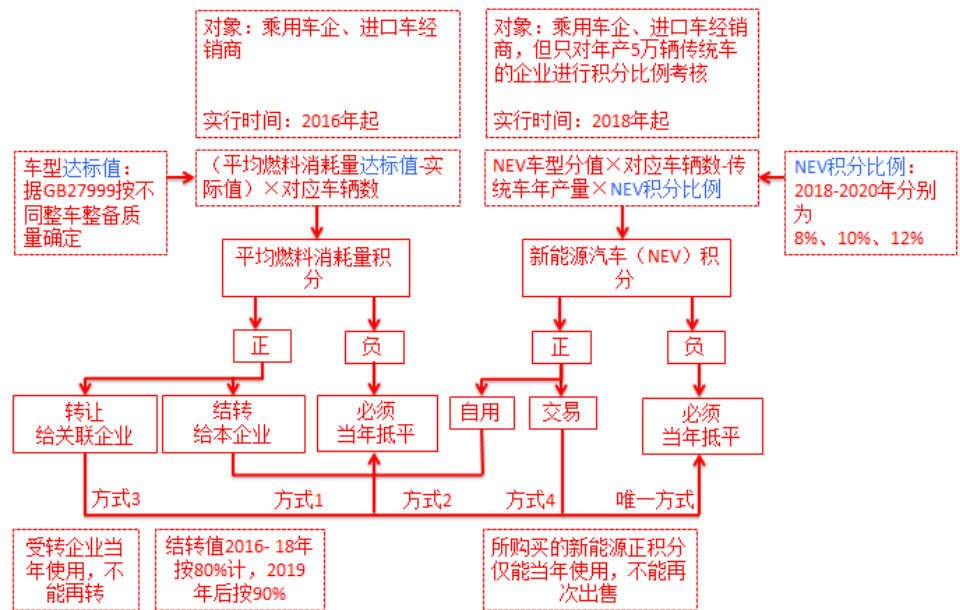 对象：乘用车企、进口车经
销商
实行时间：2016年起
对象：乘用车企、进口车经销
商，但只对年产5万辆传统车
的企业进行积分比例考核
实行时间：2018年起
车型达标值：
据GB27999按不
同整车整备质
量确定
（平均燃料消耗量达标值-实
际值）×对应车辆数
NEV车型分值×对应车辆数-传
统车年产量×NEV积分比例
NEV积分比例：
2018-2020年分别
为
8%、10%、12%
平均燃料消耗量积
分
新能源汽车（NEV）积
分
正
负
正
负
转让
给关联企业
结转
给本企业
必须
当年抵平
自用
交易
必须
当年抵平
方式3
方式1
方式2
方式4
唯一方式
受转企业当
年使用，不
能再转
结转值2016- 18年
按80%计，2019
年后按90%
所购买的新能源正积分
仅能当年使用，不能再
次出售